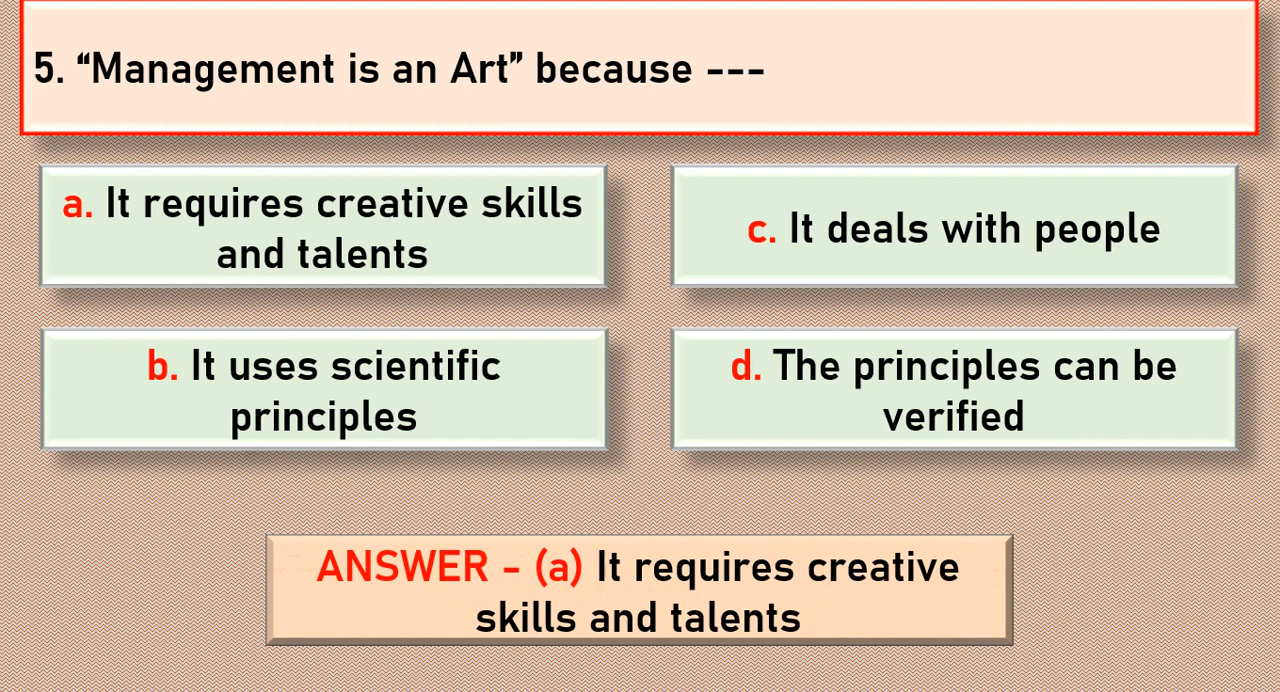 5. “Management is an Art” because ---
a. It requires creative skills
and talents
c. It deals with people
b. It uses scientific
principles
d. The principles can be
verified
ANSWER - (a) It requires creative
skills and talents